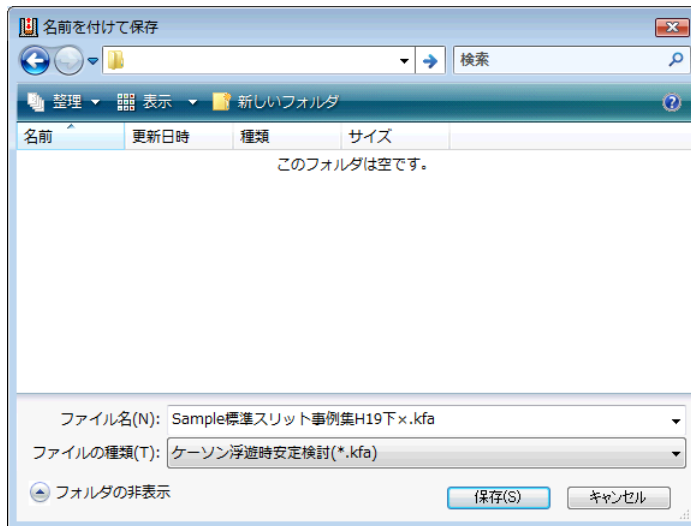 名前を付けて保存
検索
整理 表示 新しいフォルダ
名前 更新日時 種類 サイズ
このフォルダは空です。
ファイル名(N): Sample標準スリット事例集H19下×.kfa
ファイルの種類(T): ケーソン浮遊時安定検討(*.kfa)
フォルダの非表示 保存(S) キャンセル